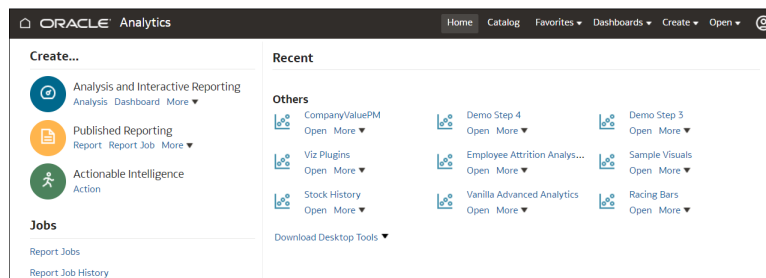 ORACLE Analytics
Home Catalog Favorites Dashboards Create Open
Create...
Analysis and Interactive Reporting
Analysis Dashboard More
Published Reporting
Report Report Job More
Actionable Intelligence
Action
Jobs
Report Jobs
Report Job History
Recent
Others
CompanyValuePM
Open More
Demo Step 4
Open More
Demo Step 3
Open More
Viz Plugins
Open More
Employee Attrition Analys...
Open More
Sample Visuals
Open More
Stock History
Open More
Vanilla Advanced Analytics
Open More
Racing Bars
Open More
Download Desktop Tools